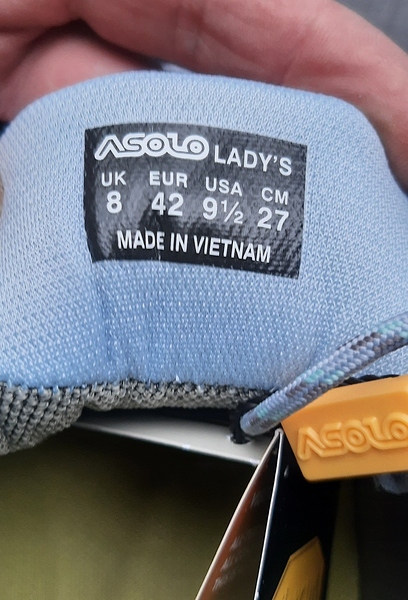 ASOLO LADY'S
UK EUR USA CM
8 42 9½ 27
MADE IN VIETNAM
ASOLO